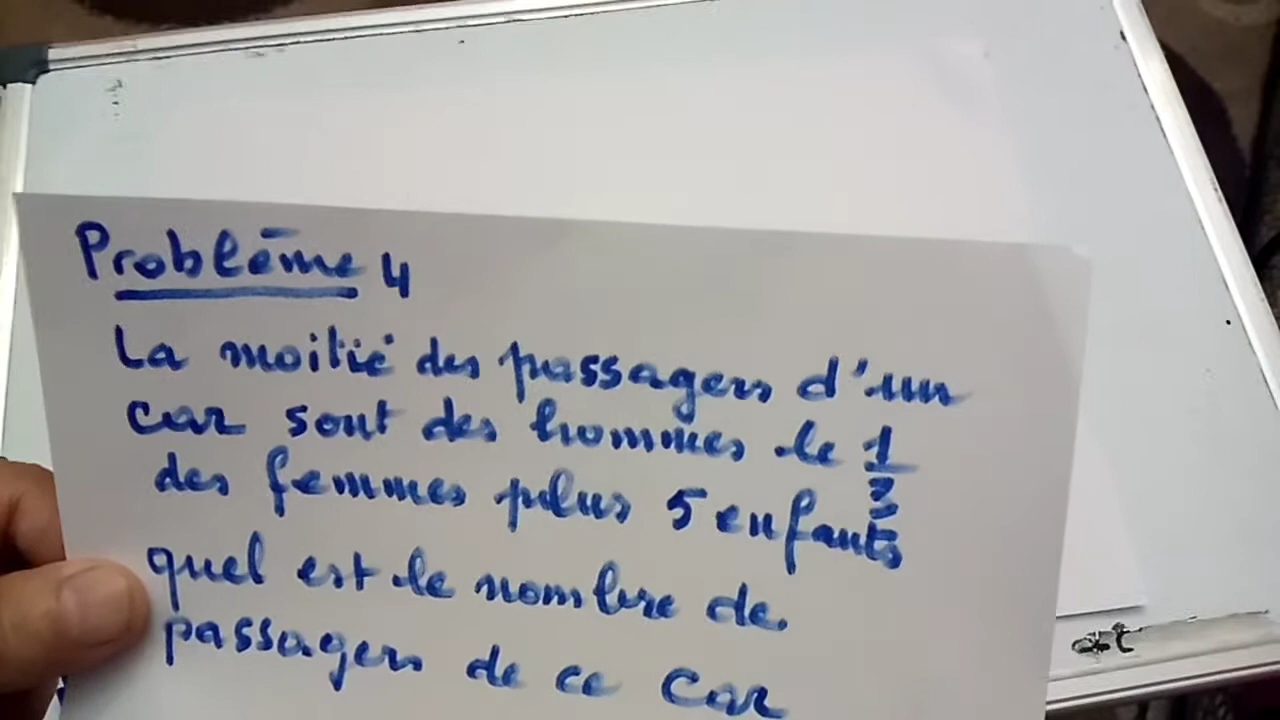 Problème 4
La moitié des passagers d'un
car sont des hommes le 1/3
des femmes plus 5 enfants
quel est le nombre de
passagers de ce car